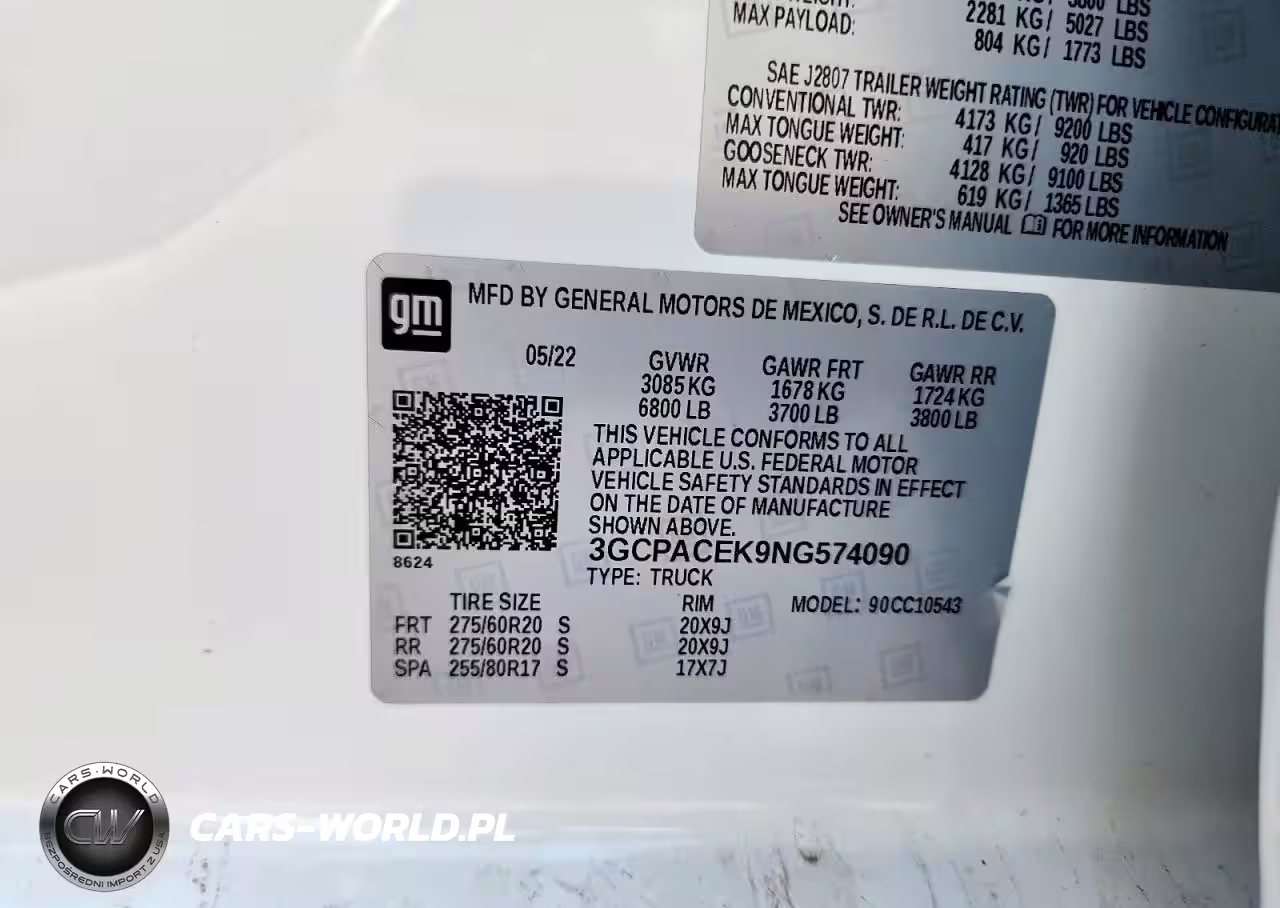 2281 KG/ 5027 LBS
MAX PAYLOAD: 804 KG/ 1773 LBS
SAE J2807 TRAILER WEIGHT RATING (TWR) FOR VEHICLE
CONVENTIONAL TWR: 4173 KG/ 9200 LBS
MAX TONGUE WEIGHT: 417 KG/ 920 LBS
GOOSENECK TWR: 4128 KG/ 9100 LBS
MAX TONGUE WEIGHT: 619 KG/ 1365 LBS
SEE OWNER'S MANUAL FOR MORE INFORMATION
gm MFD BY GENERAL MOTORS DE MEXICO, S. DE R.L. DE C.V.
05/22 GVWR GAWR FRT GAWR RR
3085 KG 1678 KG 1724 KG
6800 LB 3700 LB 3800 LB
THIS VEHICLE CONFORMS TO ALL
APPLICABLE U.S. FEDERAL MOTOR
VEHICLE SAFETY STANDARDS IN EFFECT
ON THE DATE OF MANUFACTURE
SHOWN ABOVE.
3GCPACEK9NG574090
8624
TYPE: TRUCK
TIRE SIZE RIM MODEL: 90CC10543
FRT 275/60R20 S 20X9J
RR 275/60R20 S 20X9J
SPA 255/80R17 S 17X7J
CARS-WORLD
CW
BEZPOŚREDNI IMPORT Z USA
CARS-WORLD.PL